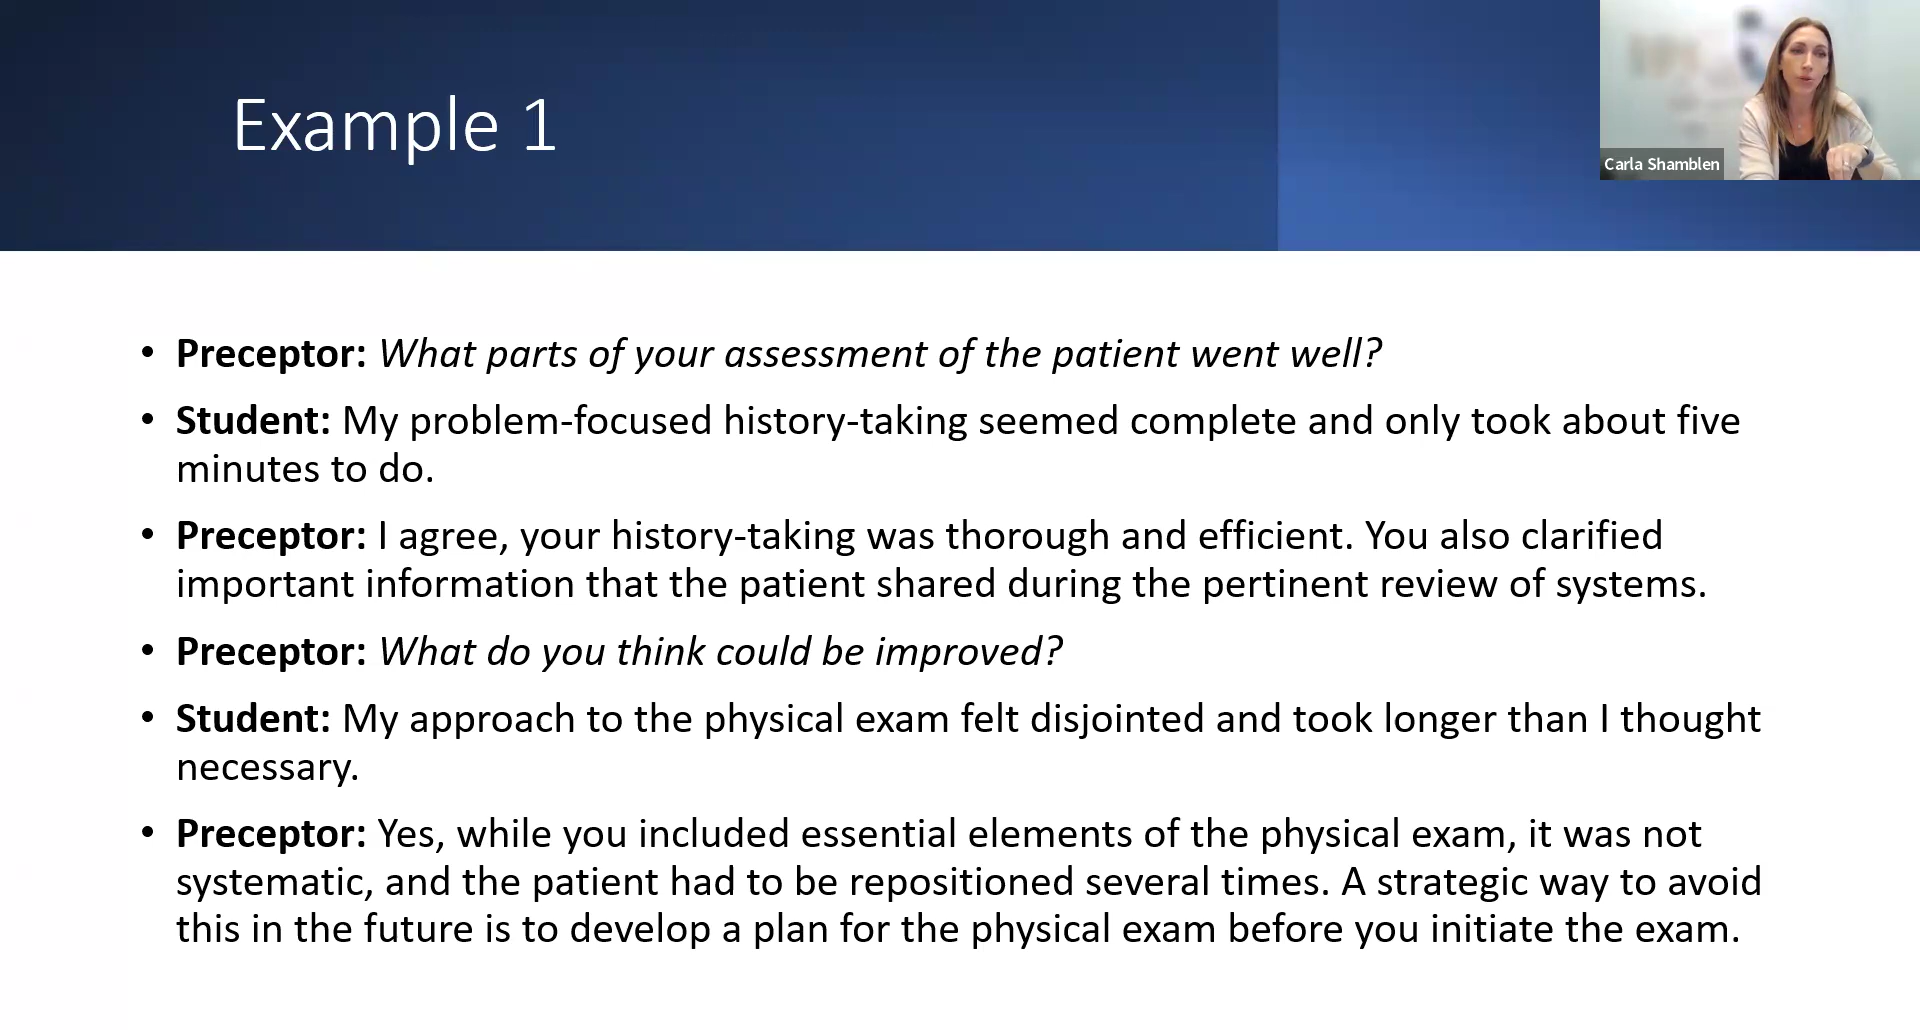 Example 1
Carla Shamblen
• Preceptor: What parts of your assessment of the patient went well?
• Student: My problem-focused history-taking seemed complete and only took about five
minutes to do.
• Preceptor: I agree, your history-taking was thorough and efficient. You also clarified
important information that the patient shared during the pertinent review of systems.
• Preceptor: What do you think could be improved?
• Student: My approach to the physical exam felt disjointed and took longer than I thought
necessary.
• Preceptor: Yes, while you included essential elements of the physical exam, it was not
systematic, and the patient had to be repositioned several times. A strategic way to avoid
this in the future is to develop a plan for the physical exam before you initiate the exam.